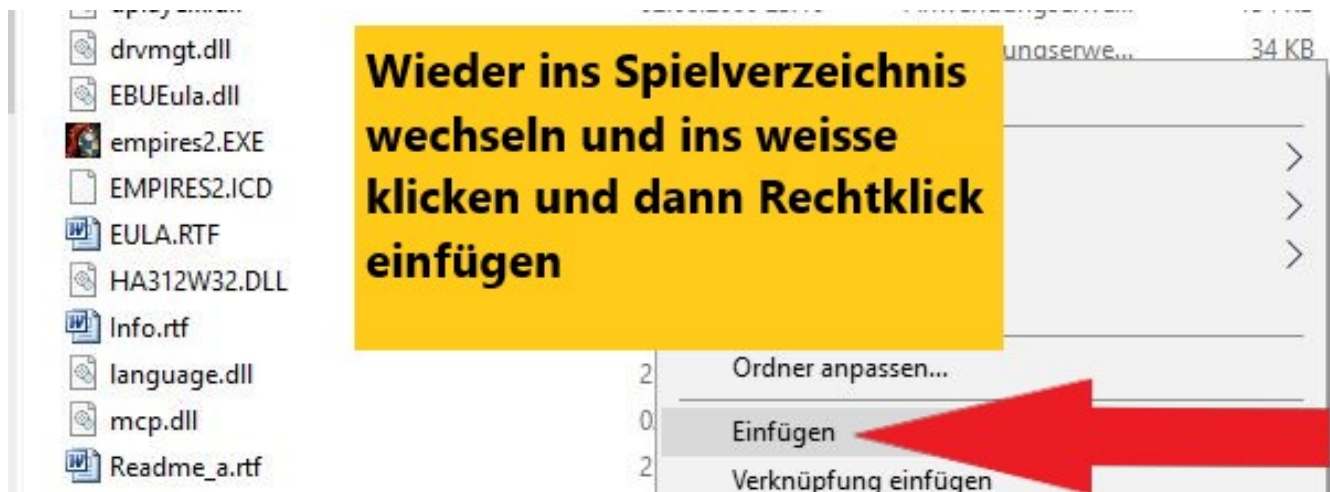 drvmgt.dll
34 KB
EBUEula.dll
empires2.EXE
EMPIRES2.ICD
EULA.RTF
HA312W32.DLL
Info.rtf
language.dll
mcp.dll
Readme_a.rtf
Wieder ins Spielverzeichnis
wechseln und ins weisse
klicken und dann Rechtklick
einfügen
Ordner anpassen...
Einfügen
Verknüpfung einfügen